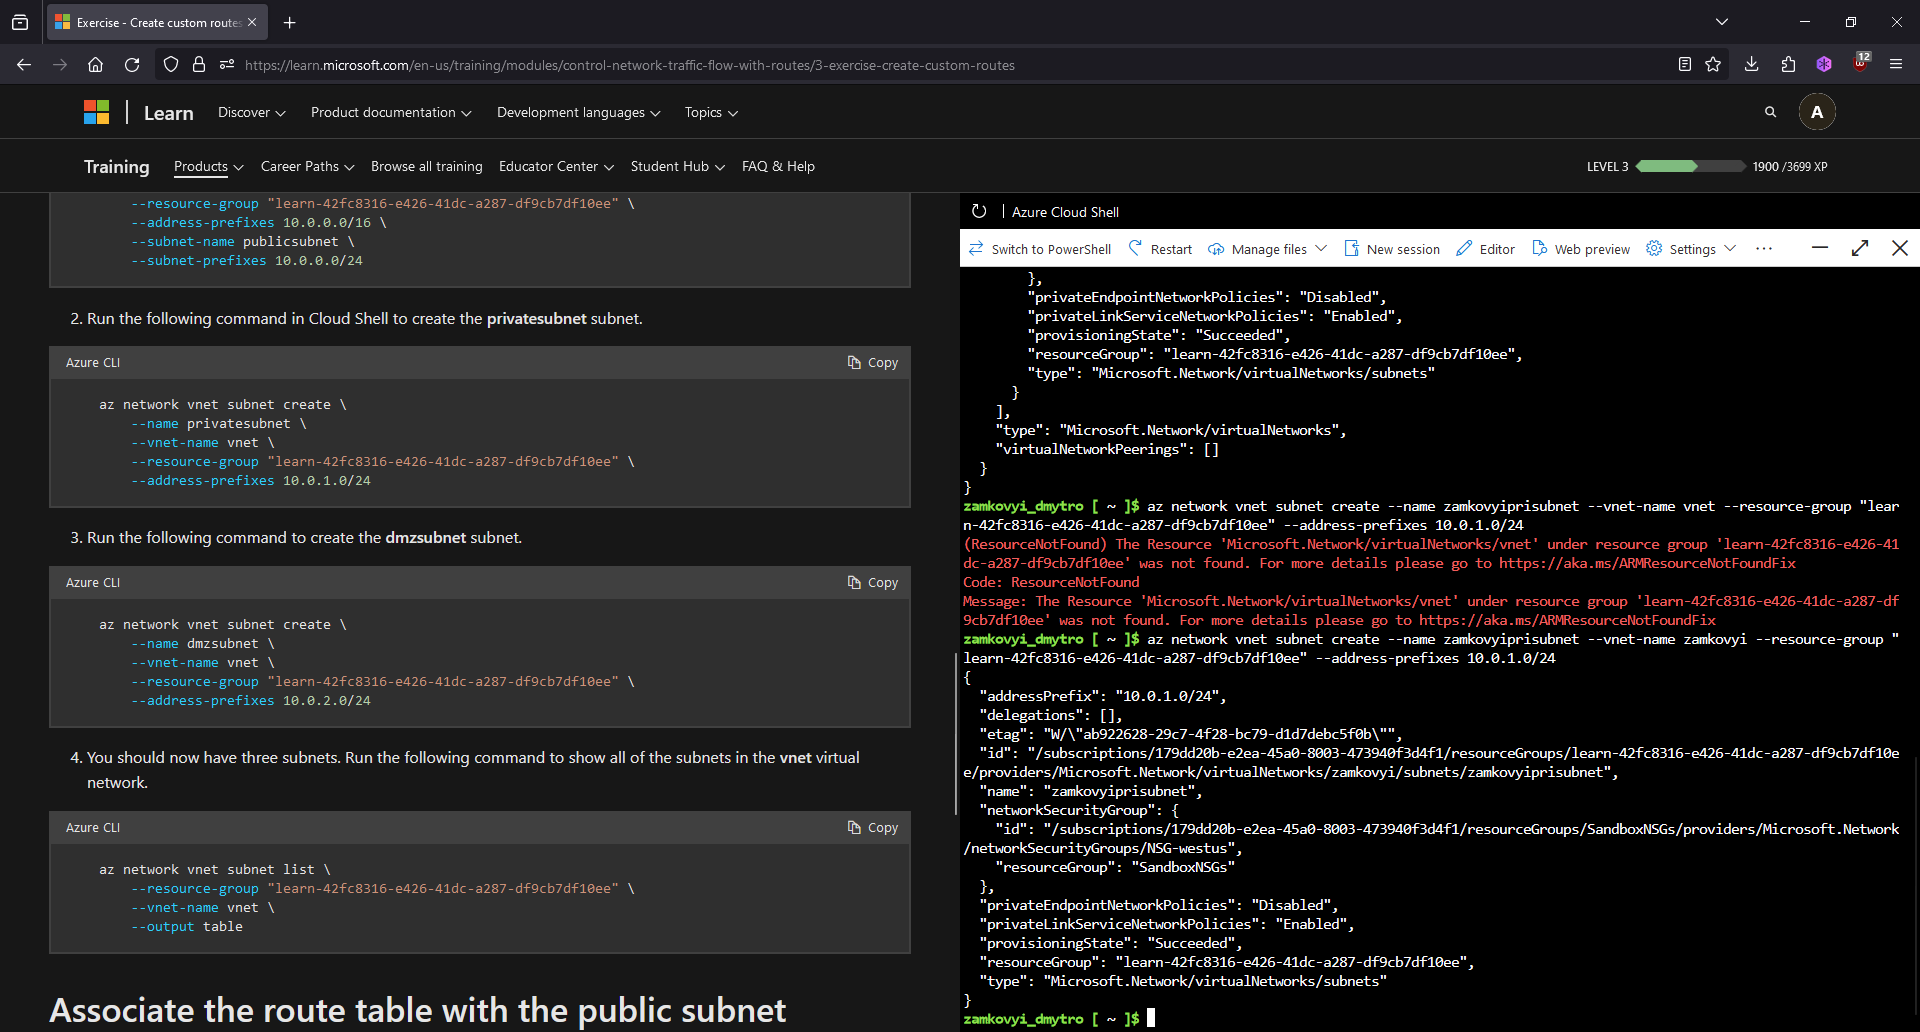 Exercise - Create custom routes
https://learn.microsoft.com/en-us/training/modules/control-network-traffic-flow-with-routes/3-exercise-create-custom-routes
12
Learn
Discover
Product documentation
Development languages
Topics
A
Training
Products
Career Paths
Browse all training
Educator Center
Student Hub
FAQ & Help
LEVEL 3
1900 /3699 XP
--resource-group "learn-42fc8316-e426-41dc-a287-df9cb7df10ee" \
--address-prefixes 10.0.0.0/16 \
--subnet-name publicsubnet \
--subnet-prefixes 10.0.0.0/24
2. Run the following command in Cloud Shell to create the privatesubnet subnet.
Azure CLI
Copy
az network vnet subnet create \
--name privatesubnet \
--vnet-name vnet \
--resource-group "learn-42fc8316-e426-41dc-a287-df9cb7df10ee" \
--address-prefixes 10.0.1.0/24
3. Run the following command to create the dmzsubnet subnet.
Azure CLI
Copy
az network vnet subnet create \
--name dmzsubnet \
--vnet-name vnet \
--resource-group "learn-42fc8316-e426-41dc-a287-df9cb7df10ee" \
--address-prefixes 10.0.2.0/24
4. You should now have three subnets. Run the following command to show all of the subnets in the vnet virtual
network.
Azure CLI
Copy
az network vnet subnet list \
--resource-group "learn-42fc8316-e426-41dc-a287-df9cb7df10ee" \
--vnet-name vnet \
--output table
Associate the route table with the public subnet
Azure Cloud Shell
Switch to PowerShell
Restart
Manage files
New session
Editor
Web preview
Settings
},
"privateEndpointNetworkPolicies": "Disabled",
"privateLinkServiceNetworkPolicies": "Enabled",
"provisioningState": "Succeeded",
"resourceGroup": "learn-42fc8316-e426-41dc-a287-df9cb7df10ee",
"type": "Microsoft.Network/virtualNetworks/subnets"
}
],
"type": "Microsoft.Network/virtualNetworks",
"virtualNetworkPeerings": []
}
}
zamkovyi_dmytro [ ~ ]$ az network vnet subnet create --name zamkovyiprisubnet --vnet-name vnet --resource-group "lear
n-42fc8316-e426-41dc-a287-df9cb7df10ee" --address-prefixes 10.0.1.0/24
(ResourceNotFound) The Resource 'Microsoft.Network/virtualNetworks/vnet' under resource group 'learn-42fc8316-e426-41
dc-a287-df9cb7df10ee' was not found. For more details please go to https://aka.ms/ARMResourceNotFoundFix
Code: ResourceNotFound
Message: The Resource 'Microsoft.Network/virtualNetworks/vnet' under resource group 'learn-42fc8316-e426-41dc-a287-df
9cb7df10ee' was not found. For more details please go to https://aka.ms/ARMResourceNotFoundFix
zamkovyi_dmytro [ ~ ]$ az network vnet subnet create --name zamkovyiprisubnet --vnet-name zamkovyi --resource-group "
learn-42fc8316-e426-41dc-a287-df9cb7df10ee" --address-prefixes 10.0.1.0/24
{
"addressPrefix": "10.0.1.0/24",
"delegations": [],
"etag": "W/\"ab922628-29c7-4f28-bc79-d1d7debc5f0b\"",
"id": "/subscriptions/179dd20b-e2ea-45a0-8003-473940f3d4f1/resourceGroups/learn-42fc8316-e426-41dc-a287-df9cb7df10e
e/providers/Microsoft.Network/virtualNetworks/zamkovyi/subnets/zamkovyiprisubnet",
"name": "zamkovyiprisubnet",
"networkSecurityGroup": {
"id": "/subscriptions/179dd20b-e2ea-45a0-8003-473940f3d4f1/resourceGroups/SandboxNSGs/providers/Microsoft.Network
/networkSecurityGroups/NSG-westus",
"resourceGroup": "SandboxNSGs"
},
"privateEndpointNetworkPolicies": "Disabled",
"privateLinkServiceNetworkPolicies": "Enabled",
"provisioningState": "Succeeded",
"resourceGroup": "learn-42fc8316-e426-41dc-a287-df9cb7df10ee",
"type": "Microsoft.Network/virtualNetworks/subnets"
}
zamkovyi_dmytro [ ~ ]$